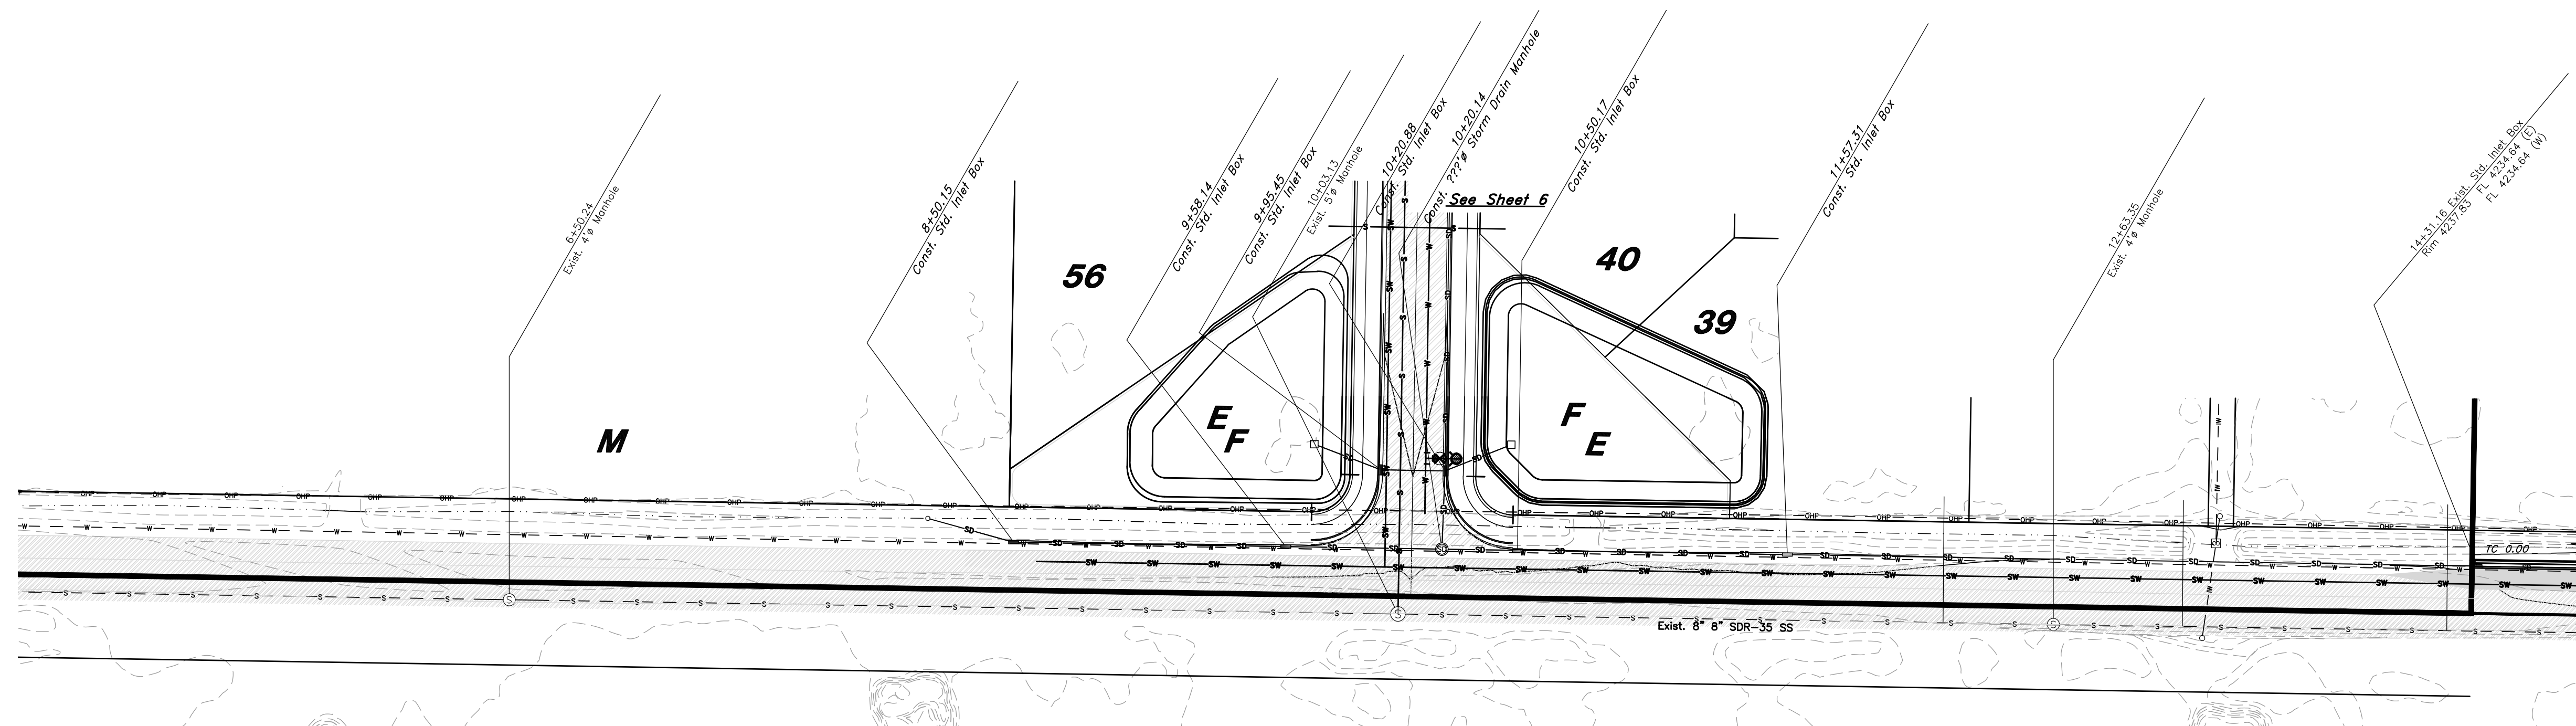 6+50.24
Exist. 4'ø Manhole
8+50.15
Const. Std. Inlet Box
9+58.14
Const. Std. Inlet Box
9+95.45
Const. Std. Inlet Box
10+03.13
Exist. 5'ø Manhole
10+20.88
Const. Std. Inlet Box
10+20.14
Const. ???'ø Storm Drain Manhole
10+50.17
Const. Std. Inlet Box
11+57.31
Const. Std. Inlet Box
12+63.35
Exist. 4'ø Manhole
14+31.16 Exist. Std. Inlet Box
Rim 4237.83
FL 4234.64 (E)
FL 4234.64 (W)
See Sheet 6
56
40
39
M
E
F
F
E
TC 0.00
Exist. 8" 8" SDR-35 SS
OHP
W
SD
SW
S
IW